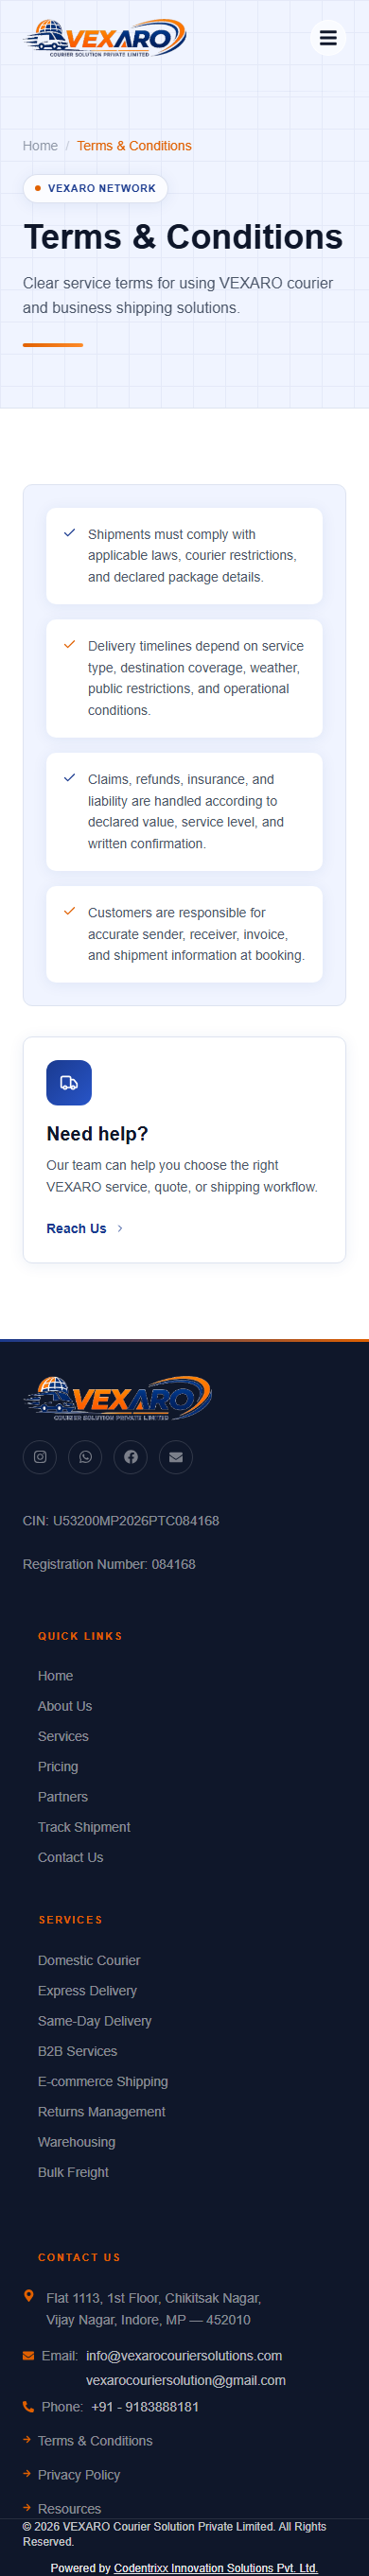 VEXARO
COURIER SOLUTION PRIVATE LIMITED
Home / Terms & Conditions
VEXARO NETWORK
Terms & Conditions
Clear service terms for using VEXARO courier
and business shipping solutions.
Shipments must comply with
applicable laws, courier restrictions,
and declared package details.
Delivery timelines depend on service
type, destination coverage, weather,
public restrictions, and operational
conditions.
Claims, refunds, insurance, and
liability are handled according to
declared value, service level, and
written confirmation.
Customers are responsible for
accurate sender, receiver, invoice,
and shipment information at booking.
Need help?
Our team can help you choose the right
VEXARO service, quote, or shipping workflow.
Reach Us
VEXARO
COURIER SOLUTION PRIVATE LIMITED
CIN: U53200MP2026PTC084168
Registration Number: 084168
QUICK LINKS
Home
About Us
Services
Pricing
Partners
Track Shipment
Contact Us
SERVICES
Domestic Courier
Express Delivery
Same-Day Delivery
B2B Services
E-commerce Shipping
Returns Management
Warehousing
Bulk Freight
CONTACT US
Flat 1113, 1st Floor, Chikitsak Nagar,
Vijay Nagar, Indore, MP — 452010
Email: info@vexarocouriersolutions.com
vexarocouriersolution@gmail.com
Phone: +91 - 9183888181
Terms & Conditions
Privacy Policy
Resources
© 2026 VEXARO Courier Solution Private Limited. All Rights
Reserved.
Powered by Codentrixx Innovation Solutions Pvt. Ltd.